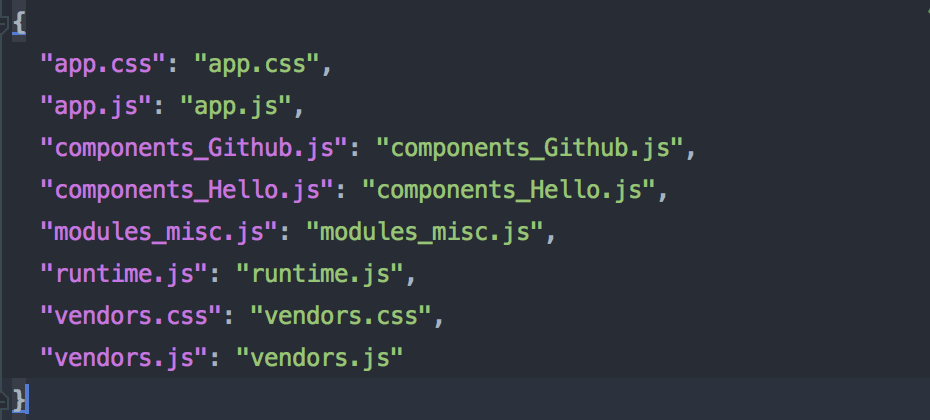 {
"app.css": "app.css",
"app.js": "app.js",
"components_Github.js": "components_Github.js",
"components_Hello.js": "components_Hello.js",
"modules_misc.js": "modules_misc.js",
"runtime.js": "runtime.js",
"vendors.css": "vendors.css",
"vendors.js": "vendors.js"
}